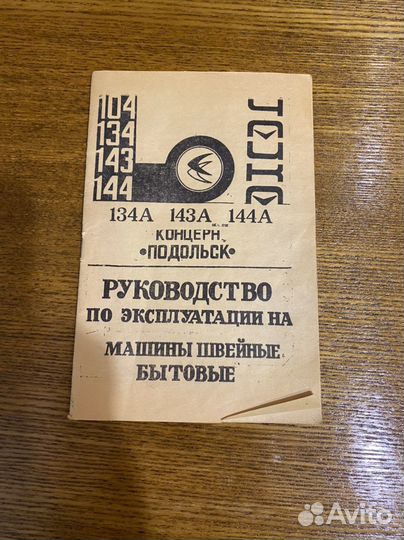 104
134
143
144
134А 143А 144А
КОНЦЕРН
«ПОДОЛЬСК»
РУКОВОДСТВО
ПО ЭКСПЛУАТАЦИИ НА
МАШИНЫ ШВЕЙНЫЕ
БЫТОВЫЕ
Avito